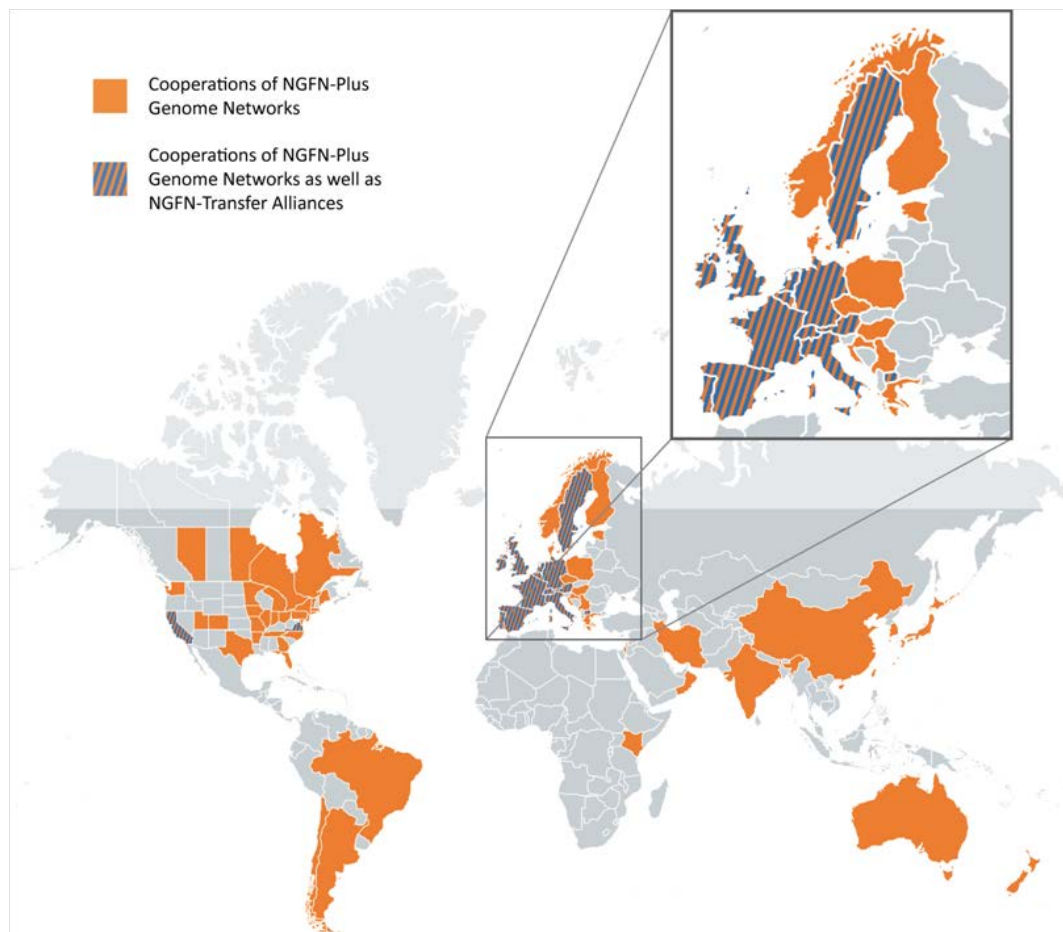 Cooperations of NGFN-Plus
Genome Networks
Cooperations of NGFN-Plus
Genome Networks as well as
NGFN-Transfer Alliances